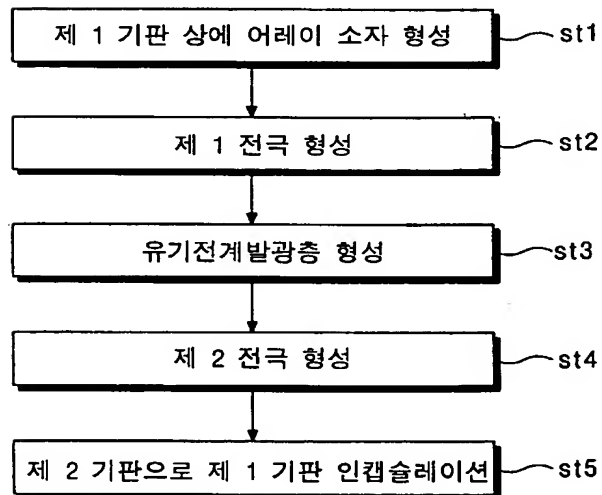 제 1 기판 상에 어레이 소자 형성 st1
제 1 전극 형성 st2
유기전계발광층 형성 st3
제 2 전극 형성 st4
제 2 기판으로 제 1 기판 인캡슐레이션 st5